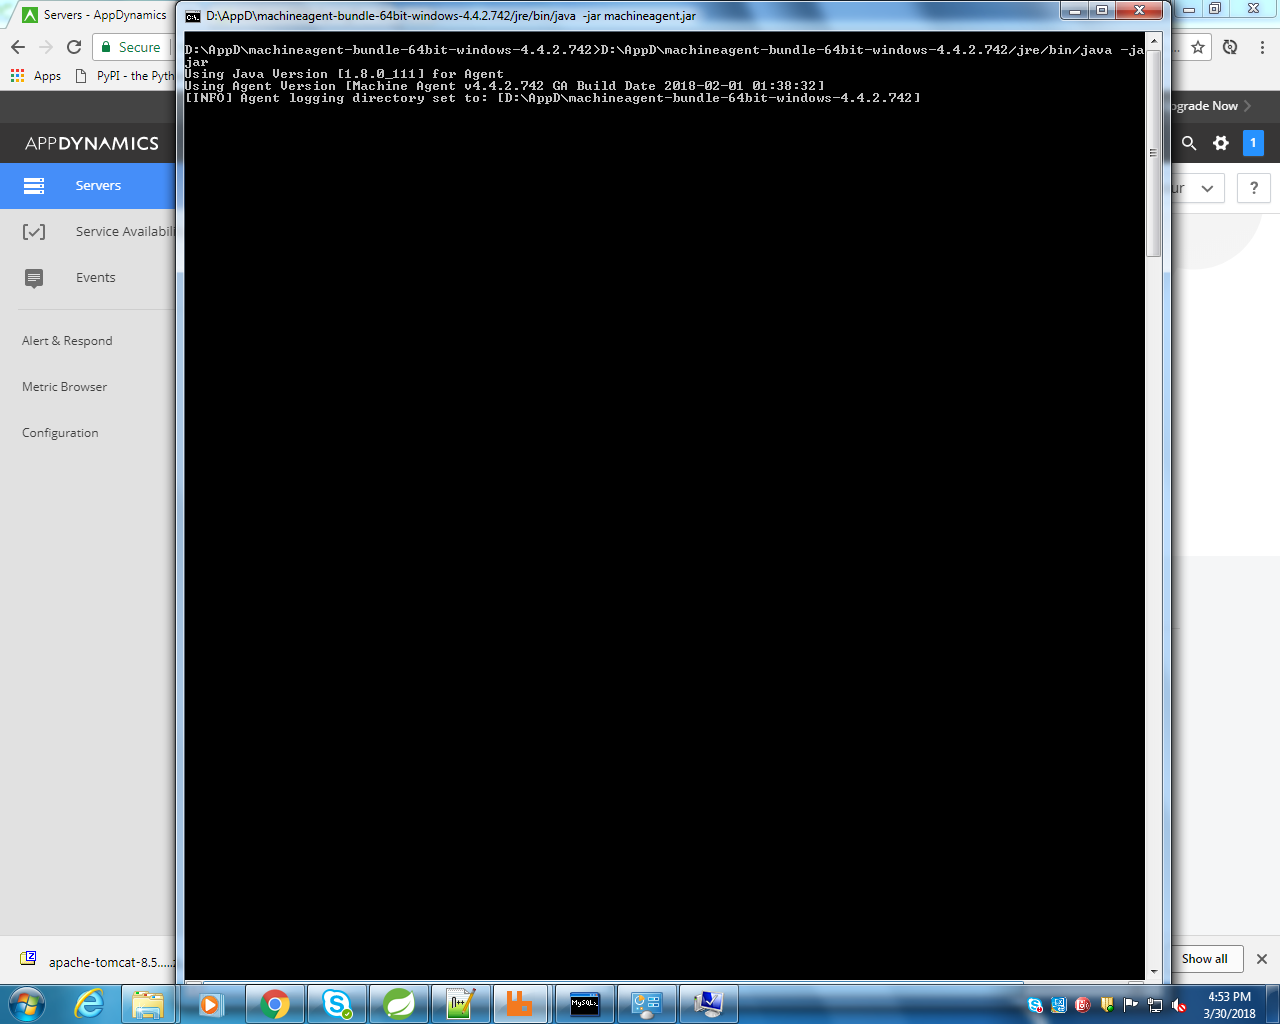 Servers - AppDynamics
D:\AppD\machineagent-bundle-64bit-windows-4.4.2.742/jre/bin/java -jar machineagent.jar
Secure
Apps
PyPI - the Pyth
D:\AppD\machineagent-bundle-64bit-windows-4.4.2.742>D:\AppD\machineagent-bundle-64bit-windows-4.4.2.742/jre/bin/java -ja
jar
Using Java Version [1.8.0_111] for Agent
Using Agent Version [Machine Agent v4.4.2.742 GA Build Date 2018-02-01 01:38:32]
[INFO] Agent logging directory set to: [D:\AppD\machineagent-bundle-64bit-windows-4.4.2.742]
pgrade Now
APPDYNAMICS
1
Servers
ur
?
Service Availabili
Events
Alert & Respond
Metric Browser
Configuration
apache-tomcat-8.5.....z
Show all
N++
MySQL
4:53 PM
3/30/2018